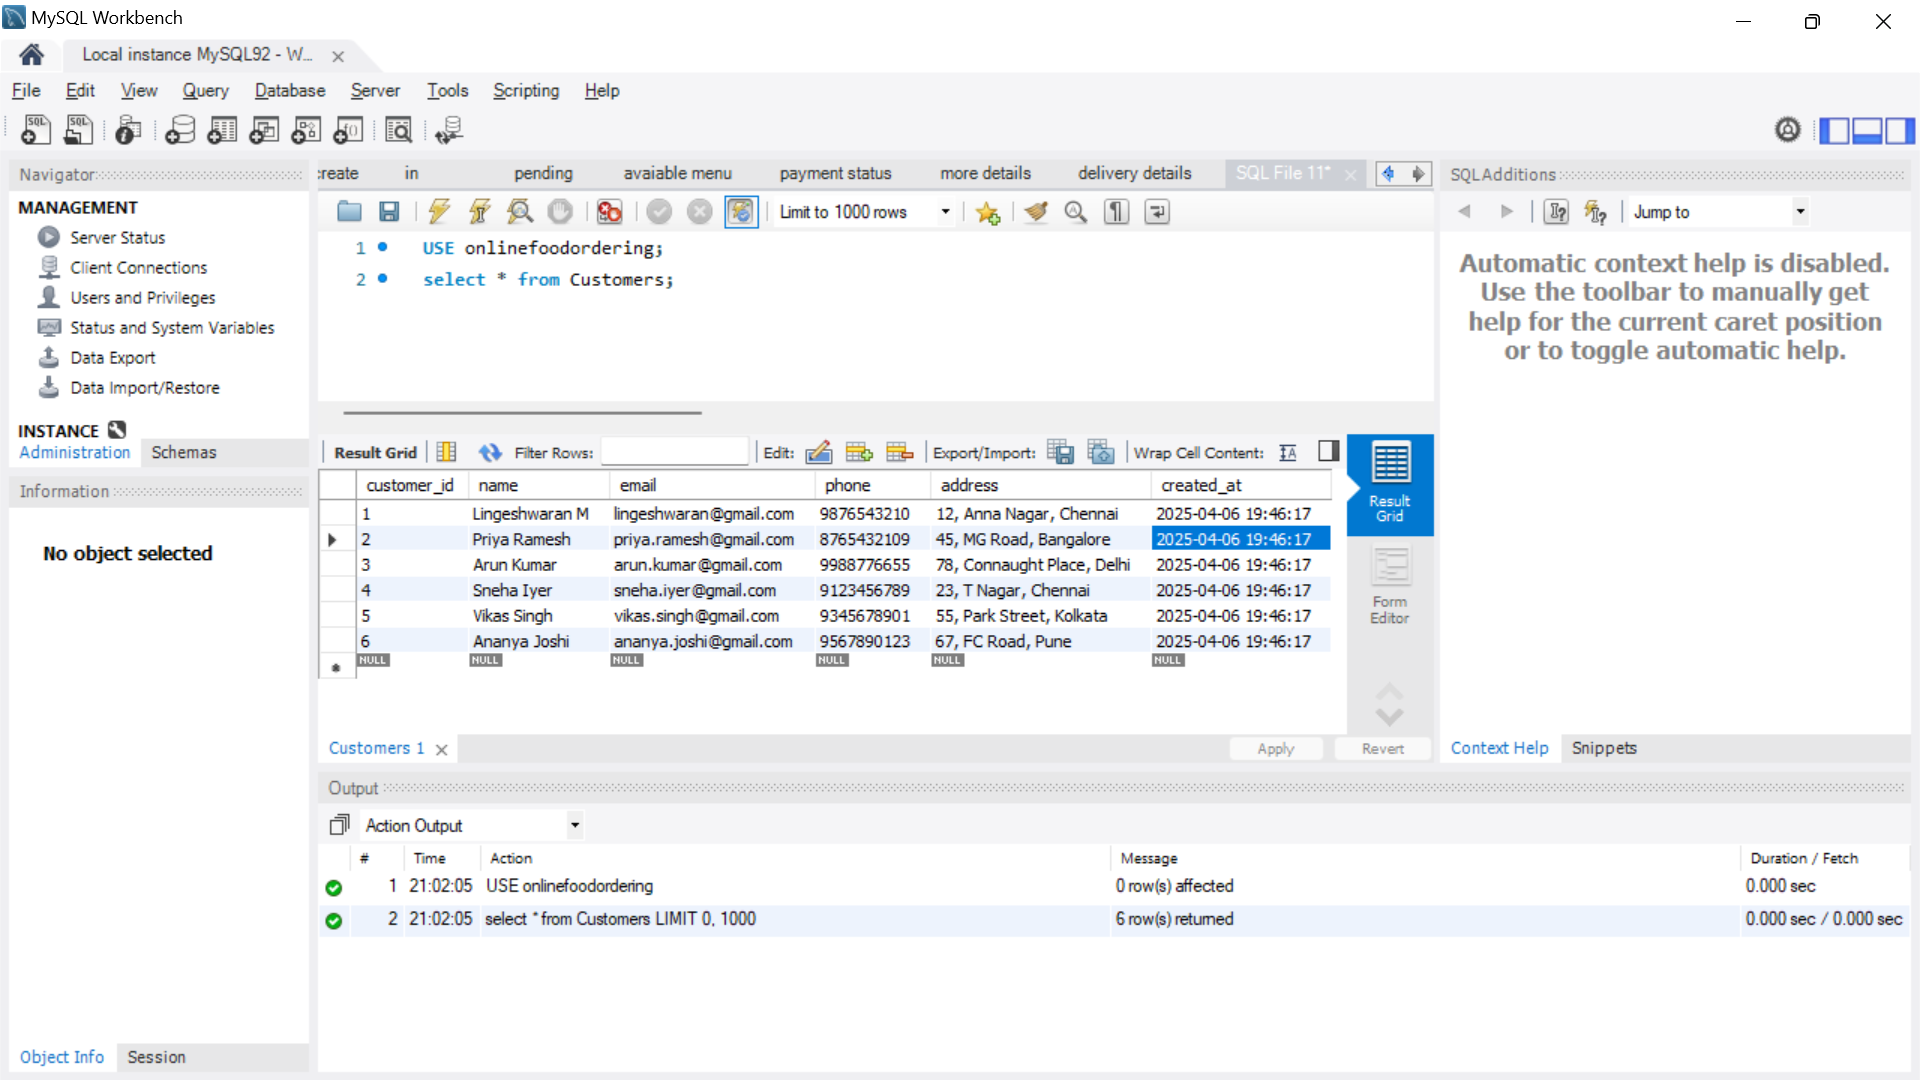 MySQL Workbench
Local instance MySQL92 - W...
File Edit View Query Database Server Tools Scripting Help
Navigator
MANAGEMENT
Server Status
Client Connections
Users and Privileges
Status and System Variables
Data Export
Data Import/Restore
INSTANCE
Administration Schemas
Information
No object selected
Object Info Session
create in pending avaiable menu payment status more details delivery details SQL File 11*
Limit to 1000 rows
1 USE onlinefoodordering;
2 select * from Customers;
Result Grid Filter Rows: Edit: Export/Import: Wrap Cell Content:
customer_id name email phone address created_at
1 Lingeshwaran M lingeshwaran@gmail.com 9876543210 12, Anna Nagar, Chennai 2025-04-06 19:46:17
2 Priya Ramesh priya.ramesh@gmail.com 8765432109 45, MG Road, Bangalore 2025-04-06 19:46:17
3 Arun Kumar arun.kumar@gmail.com 9988776655 78, Connaught Place, Delhi 2025-04-06 19:46:17
4 Sneha Iyer sneha.iyer@gmail.com 9123456789 23, T Nagar, Chennai 2025-04-06 19:46:17
5 Vikas Singh vikas.singh@gmail.com 9345678901 55, Park Street, Kolkata 2025-04-06 19:46:17
6 Ananya Joshi ananya.joshi@gmail.com 9567890123 67, FC Road, Pune 2025-04-06 19:46:17
NULL NULL NULL NULL NULL NULL
Result
Grid
Form
Editor
Customers 1 Apply Revert
SQLAdditions
Jump to
Automatic context help is disabled.
Use the toolbar to manually get
help for the current caret position
or to toggle automatic help.
Context Help Snippets
Output
Action Output
# Time Action Message Duration / Fetch
1 21:02:05 USE onlinefoodordering 0 row(s) affected 0.000 sec
2 21:02:05 select * from Customers LIMIT 0, 1000 6 row(s) returned 0.000 sec / 0.000 sec